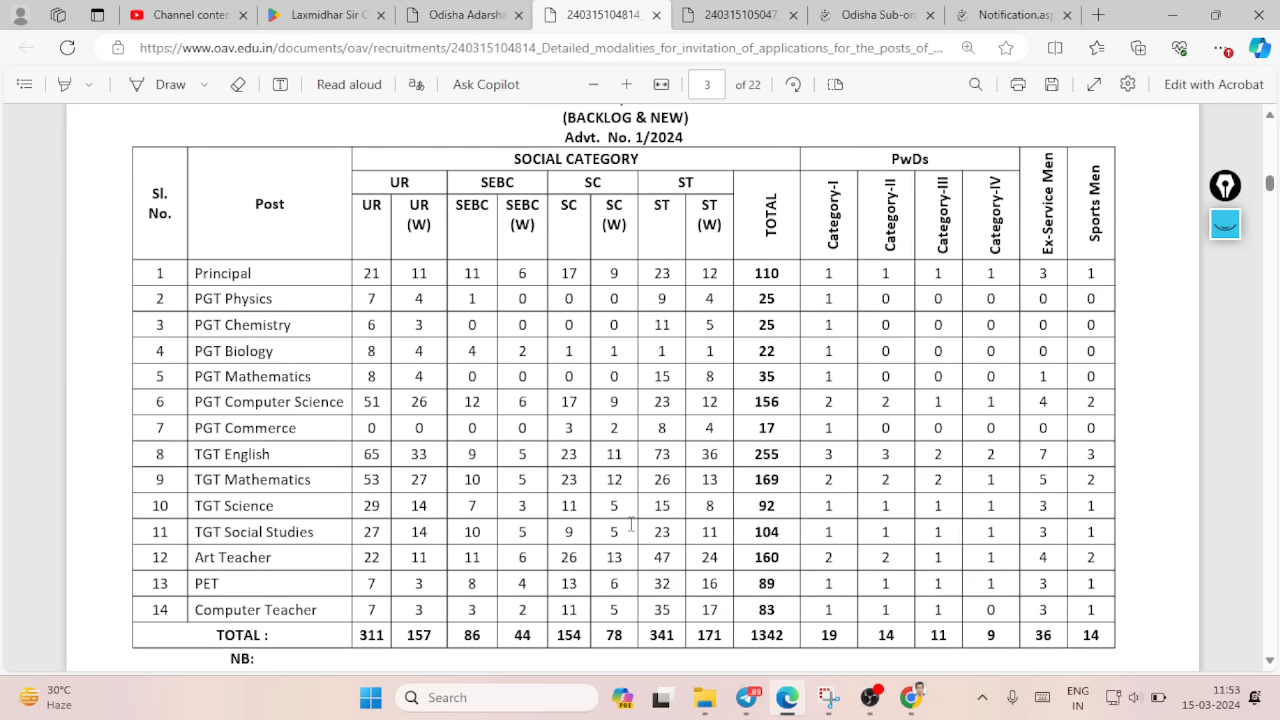 Channel conten
Laxmidhar Sir C
Odisha Adarsha
240315104814_
240315105047_
Odisha Sub-ord
Notification.asp
https://www.oav.edu.in/documents/oav/recruitments/240315104814_Detailed_modalities_for_invitation_of_applications_for_the_posts_of_...
Draw
Read aloud
Ask Copilot
3 of 22
Edit with Acrobat
(BACKLOG & NEW)
Advt. No. 1/2024
Sl. No. Post SOCIAL CATEGORY PwDs Ex-Service Men Sports Men
UR SEBC SC ST TOTAL Category-I Category-II Category-III Category-IV
UR UR (W) SEBC SEBC (W) SC SC (W) ST ST (W)
1 Principal 21 11 11 6 17 9 23 12 110 1 1 1 1 3 1
2 PGT Physics 7 4 1 0 0 0 9 4 25 1 0 0 0 0 0
3 PGT Chemistry 6 3 0 0 0 0 11 5 25 1 0 0 0 0 0
4 PGT Biology 8 4 4 2 1 1 1 1 22 1 0 0 0 0 0
5 PGT Mathematics 8 4 0 0 0 0 15 8 35 1 0 0 0 1 0
6 PGT Computer Science 51 26 12 6 17 9 23 12 156 2 2 1 1 4 2
7 PGT Commerce 0 0 0 0 3 2 8 4 17 1 0 0 0 0 0
8 TGT English 65 33 9 5 23 11 73 36 255 3 3 2 2 7 3
9 TGT Mathematics 53 27 10 5 23 12 26 13 169 2 2 2 1 5 2
10 TGT Science 29 14 7 3 11 5 15 8 92 1 1 1 1 3 1
11 TGT Social Studies 27 14 10 5 9 5 23 11 104 1 1 1 1 3 1
12 Art Teacher 22 11 11 6 26 13 47 24 160 2 2 1 1 4 2
13 PET 7 3 8 4 13 6 32 16 89 1 1 1 1 3 1
14 Computer Teacher 7 3 3 2 11 5 35 17 83 1 1 1 0 3 1
TOTAL : 311 157 86 44 154 78 341 171 1342 19 14 11 9 36 14
NB:
30°C
Haze
Search
PRE
89
ENG
IN
11:53
15-03-2024